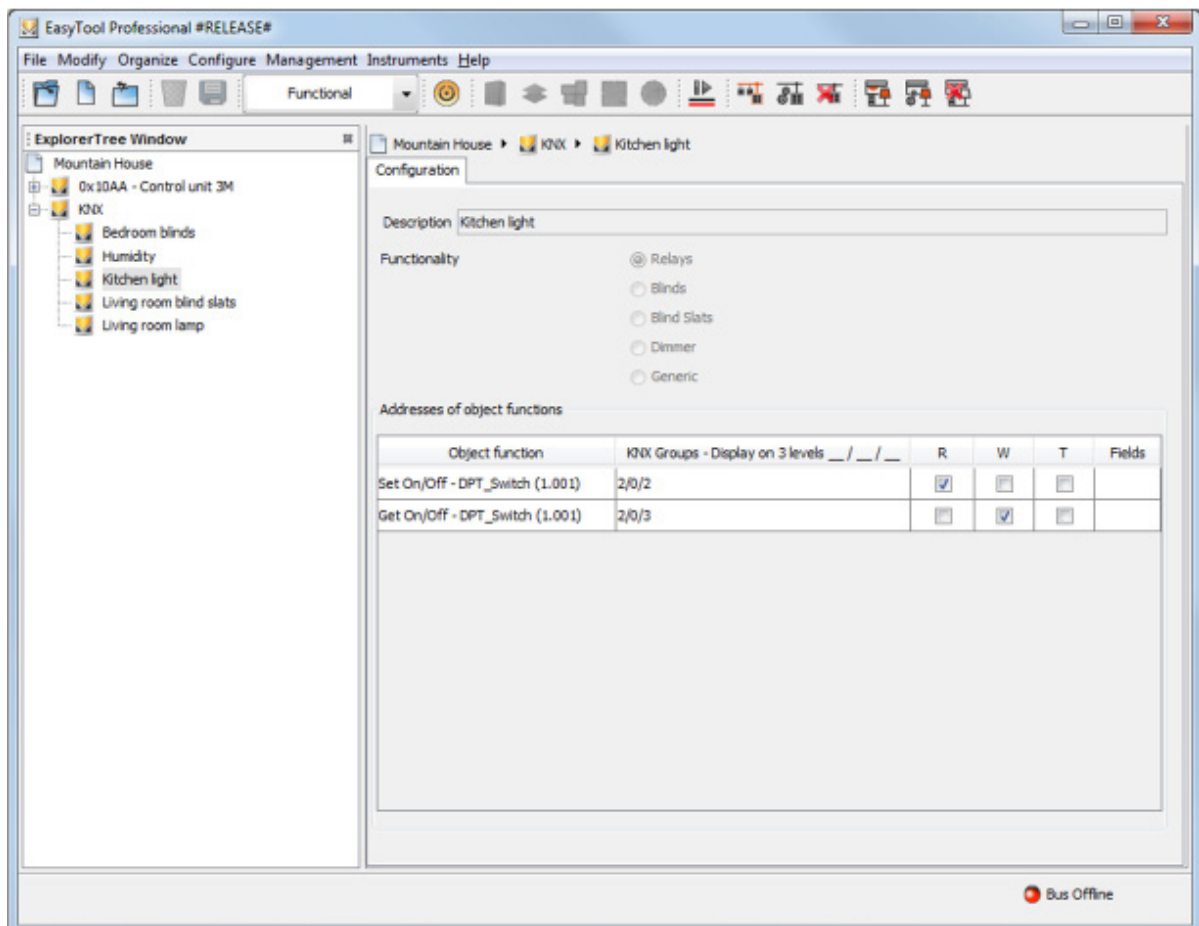 EasyTool Professional #RELEASE#
File Modify Organize Configure Management Instruments Help
Functional
ExplorerTree Window
Mountain House
0x10AA - Control unit 3M
KNX
Bedroom blinds
Humidity
Kitchen light
Living room blind slats
Living room lamp
Mountain House KNX Kitchen light
Configuration
Description Kitchen light
Functionality Relays
Blinds
Blind Slats
Dimmer
Generic
Addresses of object functions
Object function KNX Groups - Display on 3 levels __ / __ / __ R W T Fields
Set On/Off - DPT_Switch (1.001) 2/0/2
Get On/Off - DPT_Switch (1.001) 2/0/3
Bus Offline